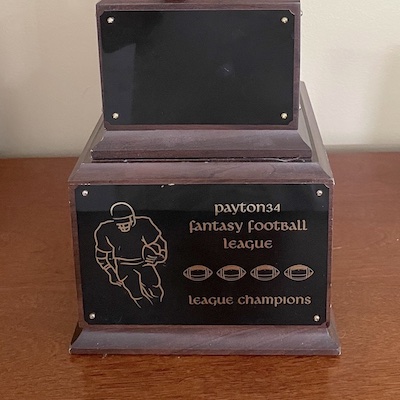 payton34
fantasy football
league
league champions